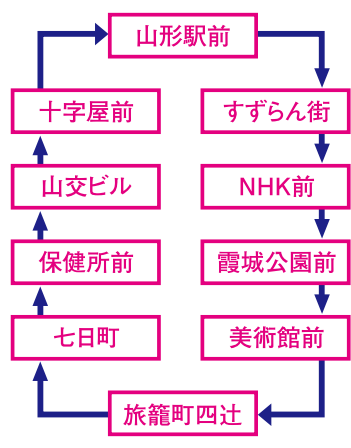 山形駅前
すずらん街
NHK前
霞城公園前
美術館前
旅籠町四辻
七日町
保健所前
山交ビル
十字屋前